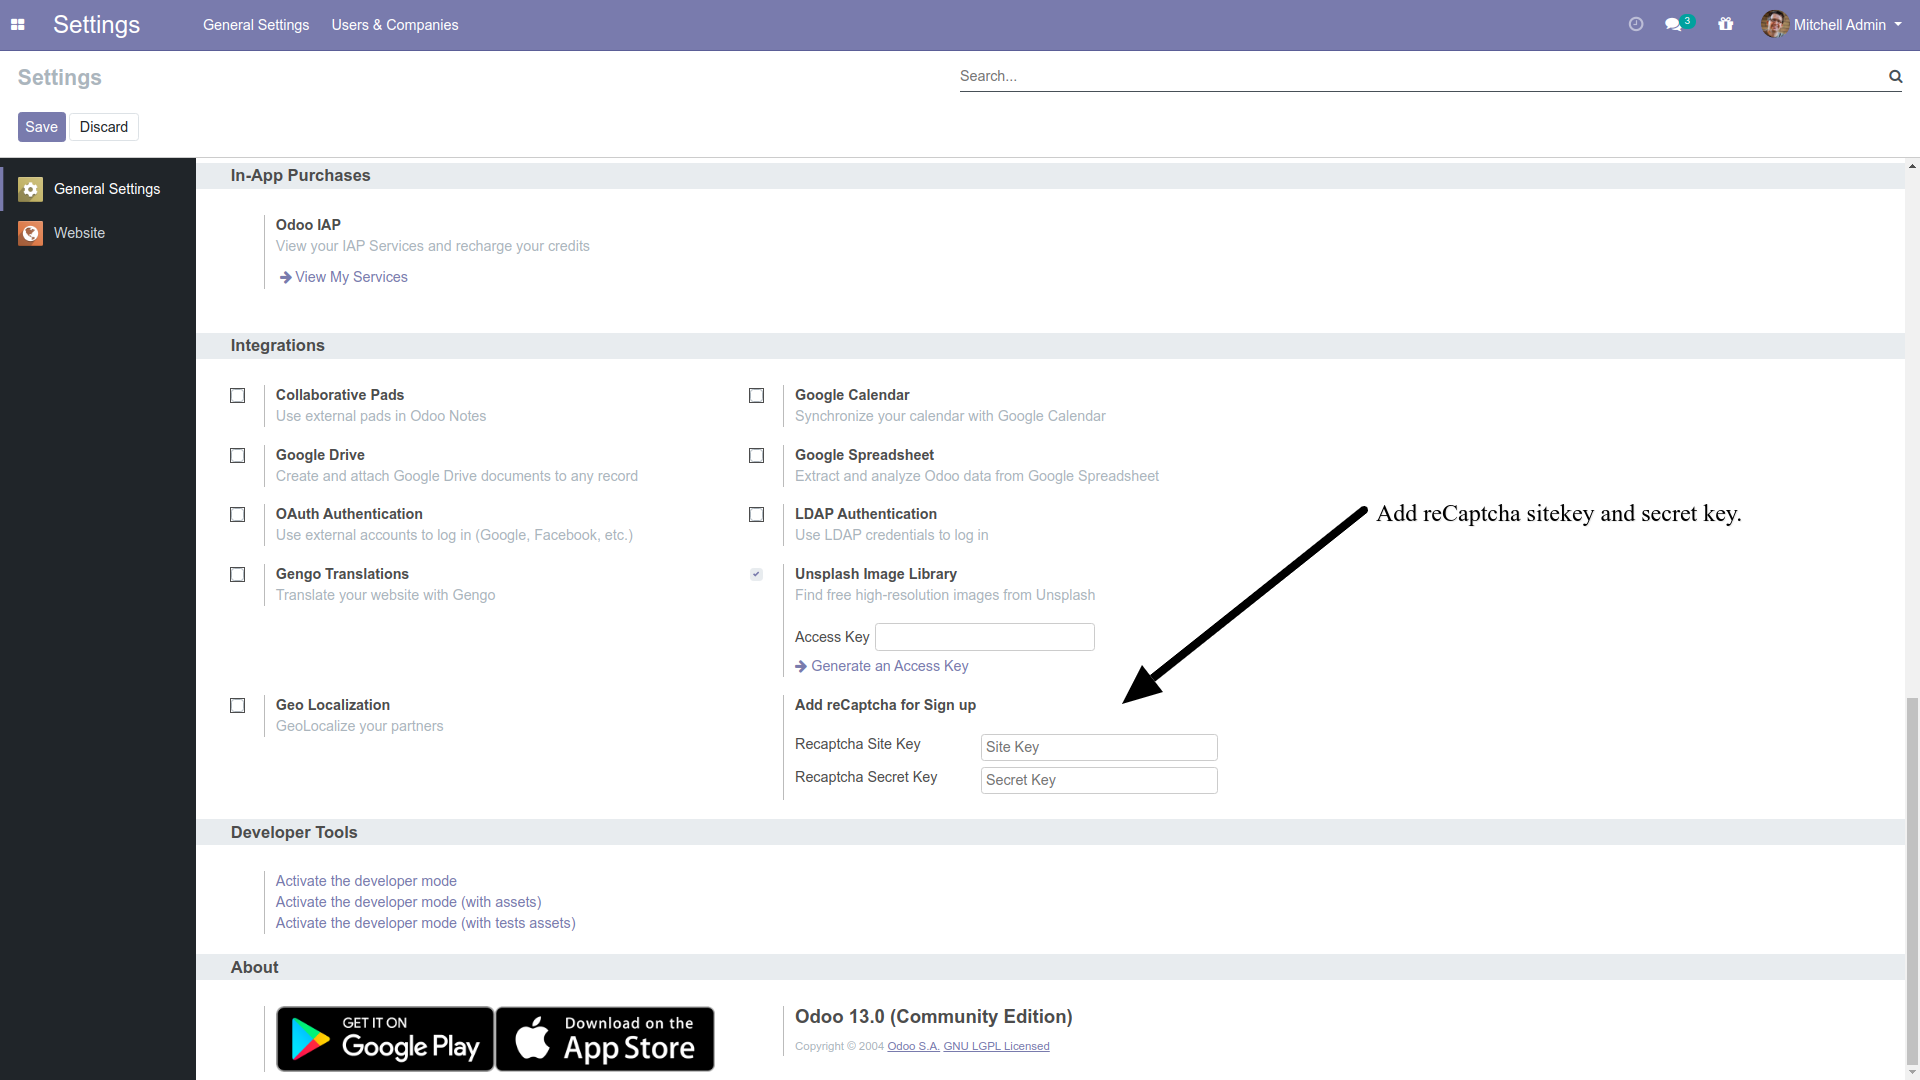 Settings
General Settings
Users & Companies
3
Mitchell Admin
Settings
Search...
Save
Discard
General Settings
Website
In-App Purchases
Odoo IAP
View your IAP Services and recharge your credits
View My Services
Integrations
Collaborative Pads
Use external pads in Odoo Notes
Google Calendar
Synchronize your calendar with Google Calendar
Google Drive
Create and attach Google Drive documents to any record
Google Spreadsheet
Extract and analyze Odoo data from Google Spreadsheet
OAuth Authentication
Use external accounts to log in (Google, Facebook, etc.)
LDAP Authentication
Use LDAP credentials to log in
Add reCaptcha sitekey and secret key.
Gengo Translations
Translate your website with Gengo
Unsplash Image Library
Find free high-resolution images from Unsplash
Access Key
Generate an Access Key
Geo Localization
GeoLocalize your partners
Add reCaptcha for Sign up
Recaptcha Site Key
Site Key
Recaptcha Secret Key
Secret Key
Developer Tools
Activate the developer mode
Activate the developer mode (with assets)
Activate the developer mode (with tests assets)
About
GET IT ON
Google Play
Download on the
App Store
Odoo 13.0 (Community Edition)
Copyright © 2004 Odoo S.A. GNU LGPL Licensed